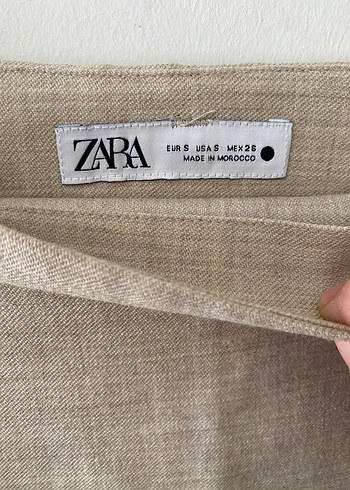 ZARA
EUR S USA S MEX 26
MADE IN MOROCCO